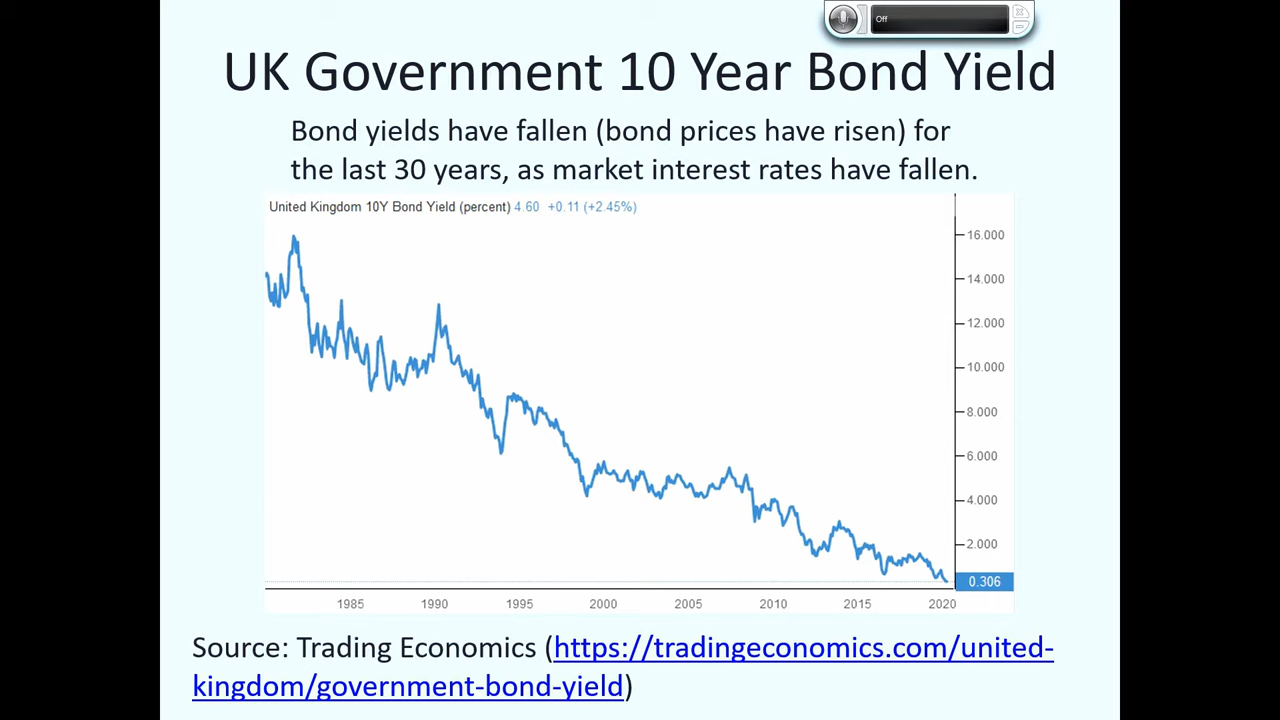 Off
UK Government 10 Year Bond Yield
Bond yields have fallen (bond prices have risen) for
the last 30 years, as market interest rates have fallen.
United Kingdom 10Y Bond Yield (percent) 4.60 +0.11 (+2.45%)
16.000
14.000
12.000
10.000
8.000
6.000
4.000
2.000
0.306
1985 1990 1995 2000 2005 2010 2015 2020
Source: Trading Economics (https://tradingeconomics.com/united-
kingdom/government-bond-yield)